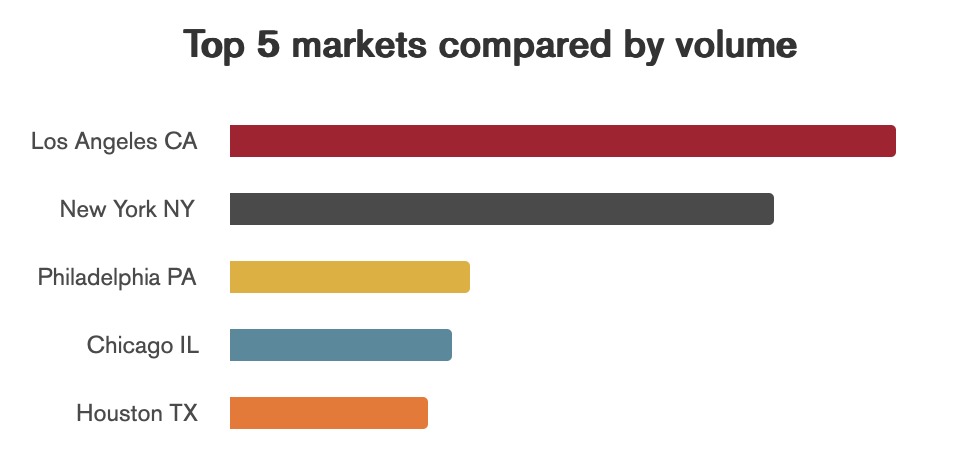 Top 5 markets compared by volume
Los Angeles CA
New York NY
Philadelphia PA
Chicago IL
Houston TX